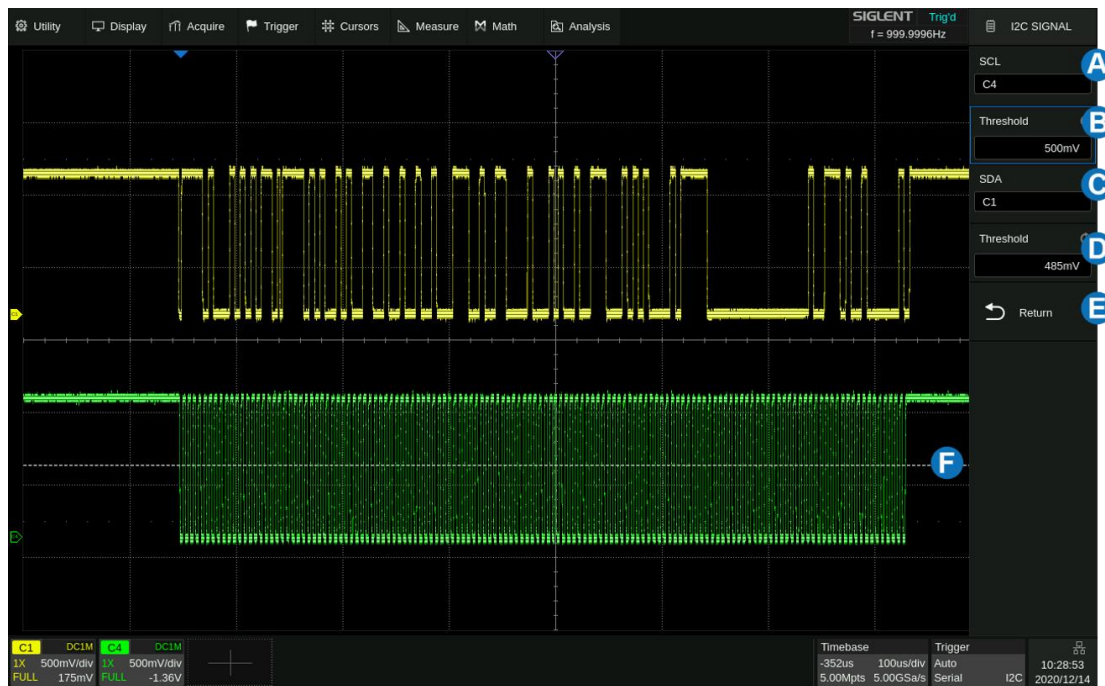 Utility Display Acquire Trigger Cursors Measure Math Analysis
SIGLENT Trig'd
f = 999.9996Hz
I2C SIGNAL
SCL
A
C4
Threshold
B
500mV
SDA
C
C1
Threshold
D
485mV
Return
E
F
C1 DC1M
1X 500mV/div
FULL 175mV
C4 DC1M
1X 500mV/div
FULL -1.36V
Timebase
-352us 100us/div
5.00Mpts 5.00GSa/s
Trigger
Auto
Serial I2C
10:28:53
2020/12/14